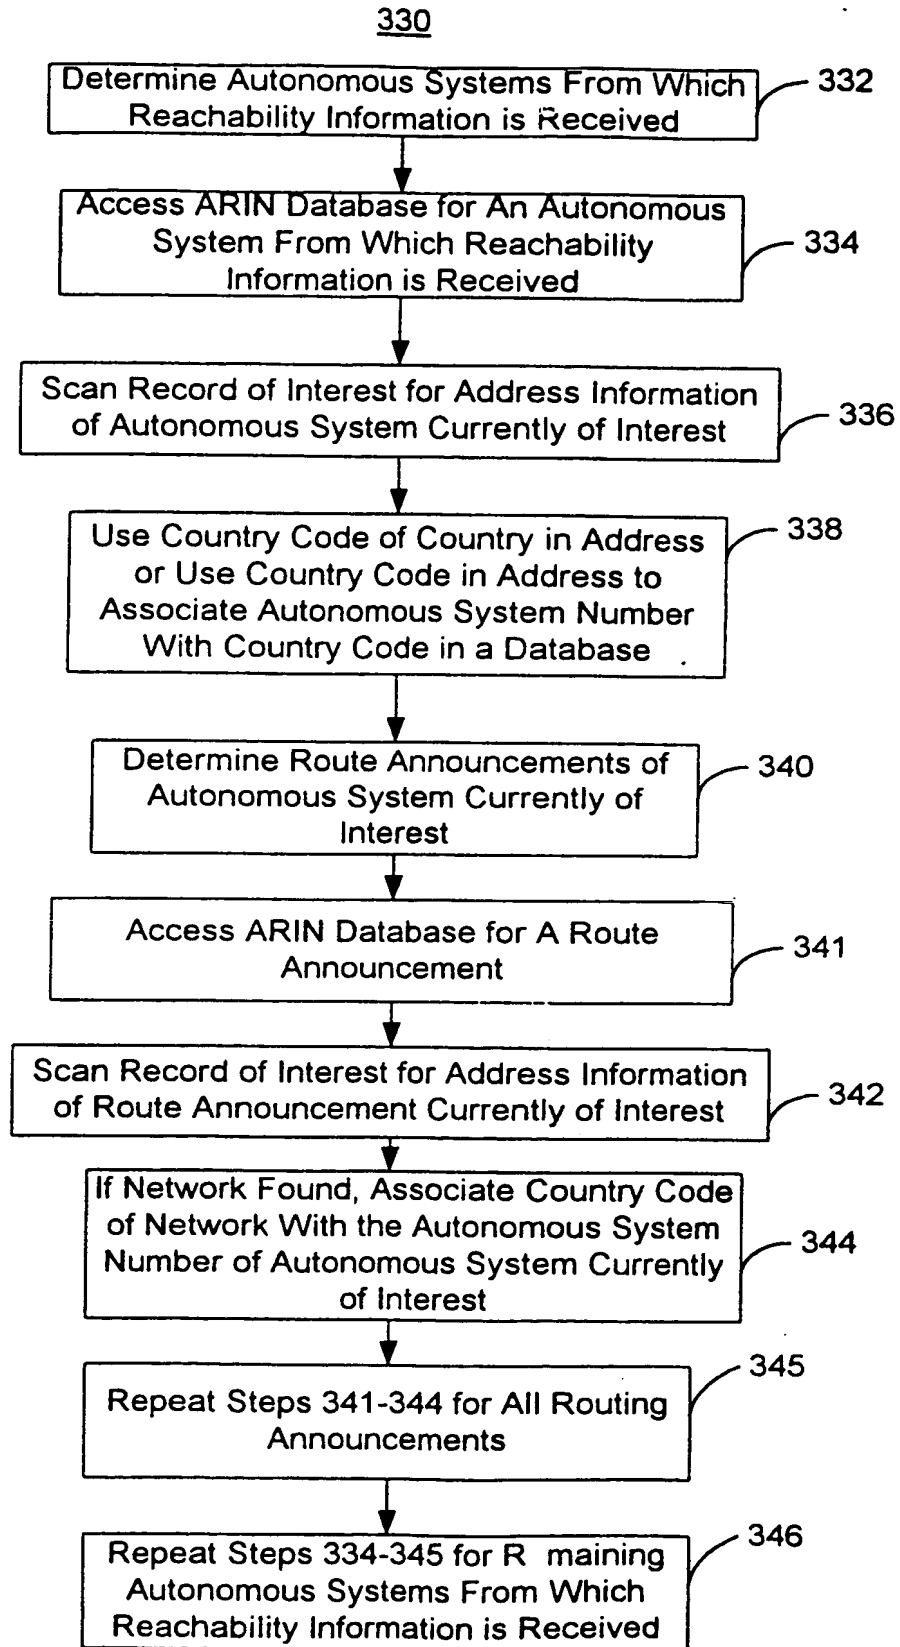 330
Determine Autonomous Systems From Which
Reachability Information is Received
332
Access ARIN Database for An Autonomous
System From Which Reachability
Information is Received
334
Scan Record of Interest for Address Information
of Autonomous System Currently of Interest
336
Use Country Code of Country in Address
or Use Country Code in Address to
Associate Autonomous System Number
With Country Code in a Database
338
Determine Route Announcements of
Autonomous System Currently of
Interest
340
Access ARIN Database for A Route
Announcement
341
Scan Record of Interest for Address Information
of Route Announcement Currently of Interest
342
If Network Found, Associate Country Code
of Network With the Autonomous System
Number of Autonomous System Currently
of Interest
344
Repeat Steps 341-344 for All Routing
Announcements
345
Repeat Steps 334-345 for R maining
Autonomous Systems From Which
Reachability Information is Received
346